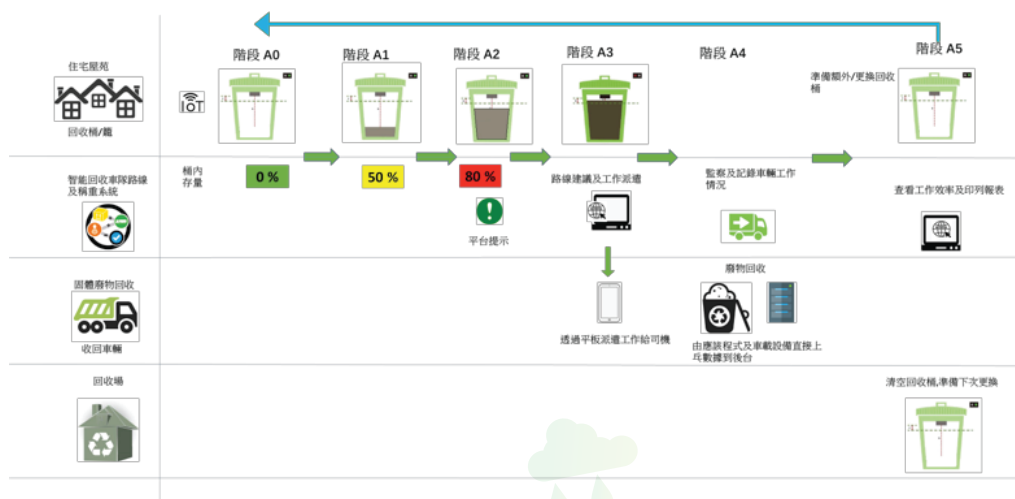 階段 A0
階段 A1
階段 A2
階段 A3
階段 A4
階段 A5
住宅屋苑
回收桶/籠
IoT
準備額外/更換回收
桶
智能回收車隊路線
及稱重系統
桶內
存量
0 %
50 %
80 %
平台提示
路線建議及工作派遣
監察及記錄車輛工作
情況
查看工作效率及印列報表
固體廢物回收
收回車輛
透過平板派遣工作給司機
廢物回收
由應該程式及車載設備直接上
乓數據到後台
回收場
清空回收桶,準備下次更換